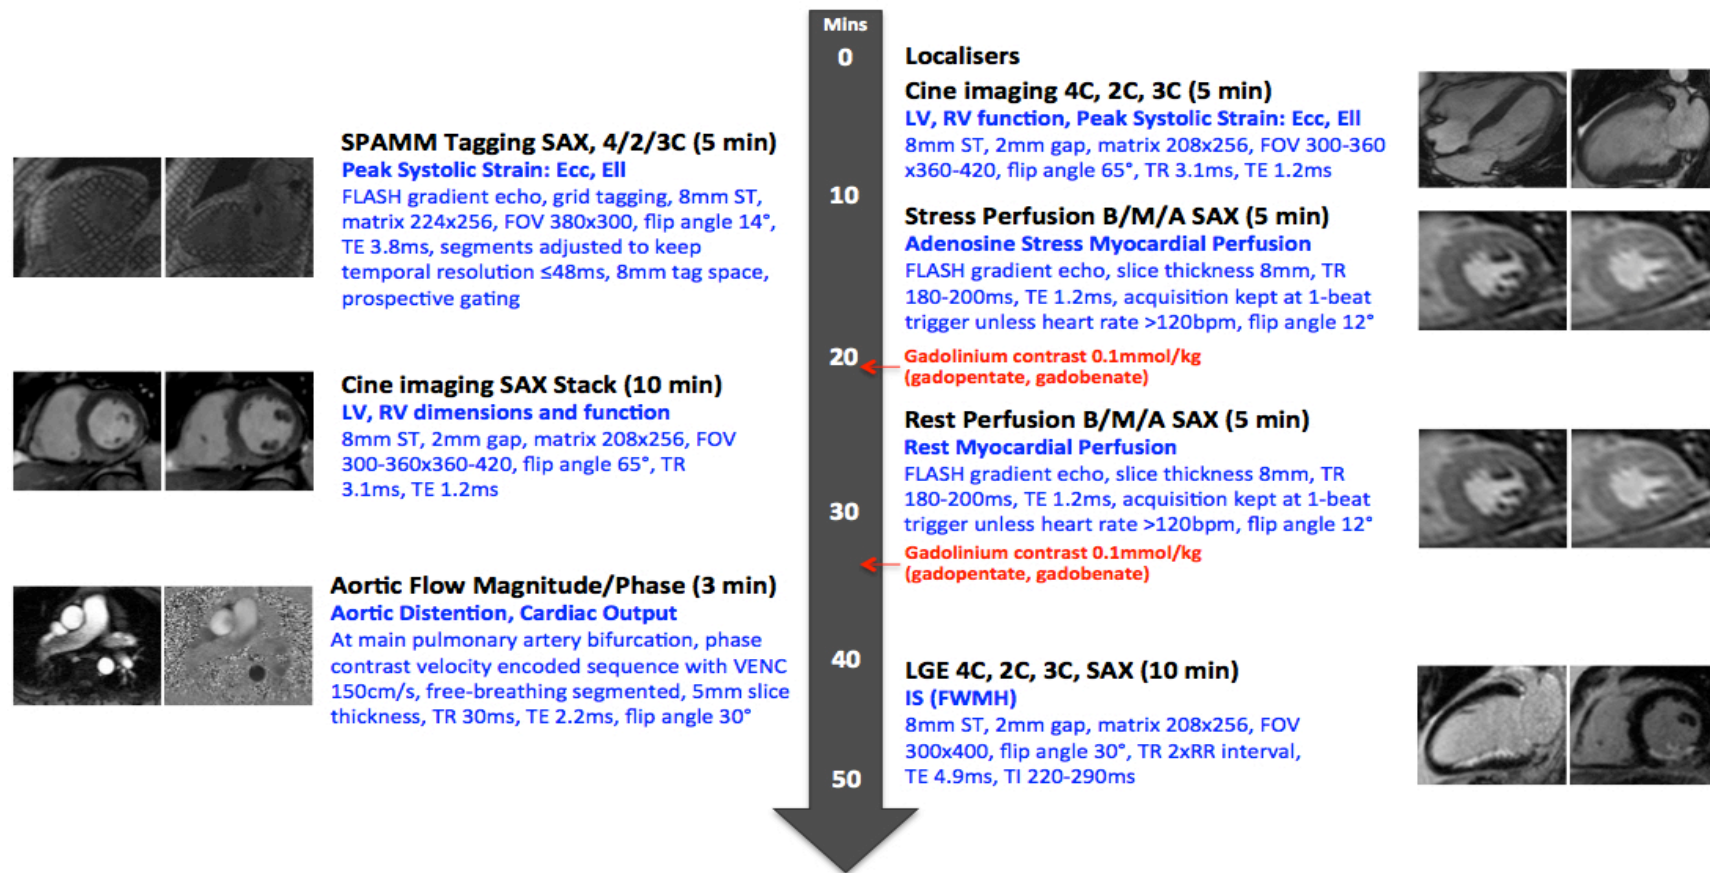 Mins
0
10
20
30
40
50
Localisers
Cine imaging 4C, 2C, 3C (5 min)
LV, RV function, Peak Systolic Strain: Ecc, Ell
8mm ST, 2mm gap, matrix 208x256, FOV 300-360
x360-420, flip angle 65°, TR 3.1ms, TE 1.2ms
SPAMM Tagging SAX, 4/2/3C (5 min)
Peak Systolic Strain: Ecc, Ell
FLASH gradient echo, grid tagging, 8mm ST,
matrix 224x256, FOV 380x300, flip angle 14°,
TE 3.8ms, segments adjusted to keep
temporal resolution ≤48ms, 8mm tag space,
prospective gating
Stress Perfusion B/M/A SAX (5 min)
Adenosine Stress Myocardial Perfusion
FLASH gradient echo, slice thickness 8mm, TR
180-200ms, TE 1.2ms, acquisition kept at 1-beat
trigger unless heart rate >120bpm, flip angle 12°
Gadolinium contrast 0.1mmol/kg
(gadopentate, gadobenate)
Cine imaging SAX Stack (10 min)
LV, RV dimensions and function
8mm ST, 2mm gap, matrix 208x256, FOV
300-360x360-420, flip angle 65°, TR
3.1ms, TE 1.2ms
Rest Perfusion B/M/A SAX (5 min)
Rest Myocardial Perfusion
FLASH gradient echo, slice thickness 8mm, TR
180-200ms, TE 1.2ms, acquisition kept at 1-beat
trigger unless heart rate >120bpm, flip angle 12°
Gadolinium contrast 0.1mmol/kg
(gadopentate, gadobenate)
Aortic Flow Magnitude/Phase (3 min)
Aortic Distention, Cardiac Output
At main pulmonary artery bifurcation, phase
contrast velocity encoded sequence with VENC
150cm/s, free-breathing segmented, 5mm slice
thickness, TR 30ms, TE 2.2ms, flip angle 30°
LGE 4C, 2C, 3C, SAX (10 min)
IS (FWMH)
8mm ST, 2mm gap, matrix 208x256, FOV
300x400, flip angle 30°, TR 2xRR interval,
TE 4.9ms, TI 220-290ms